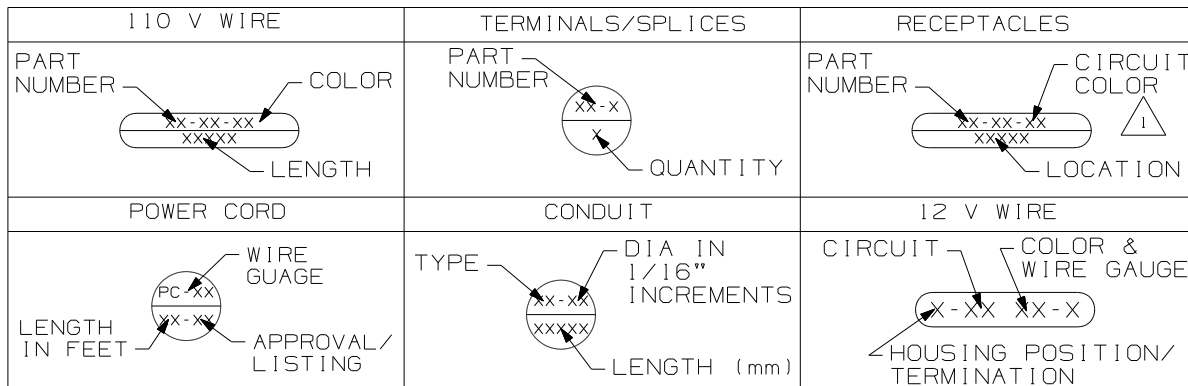 110 V WIRE
PART
NUMBER
COLOR
XX-XX-XX
XXXXX
LENGTH
TERMINALS/SPLICES
PART
NUMBER
XX-X
X
QUANTITY
RECEPTACLES
PART
NUMBER
CIRCUIT
COLOR
1
XX-XX-XX
XXXXX
LOCATION
POWER CORD
WIRE
GUAGE
PC-XX
XX-XX
LENGTH
IN FEET
APPROVAL/
LISTING
CONDUIT
TYPE
DIA IN
1/16"
INCREMENTS
XX-XX
XXXXX
LENGTH (mm)
12 V WIRE
CIRCUIT
COLOR &
WIRE GAUGE
X-XX XX-X
HOUSING POSITION/
TERMINATION